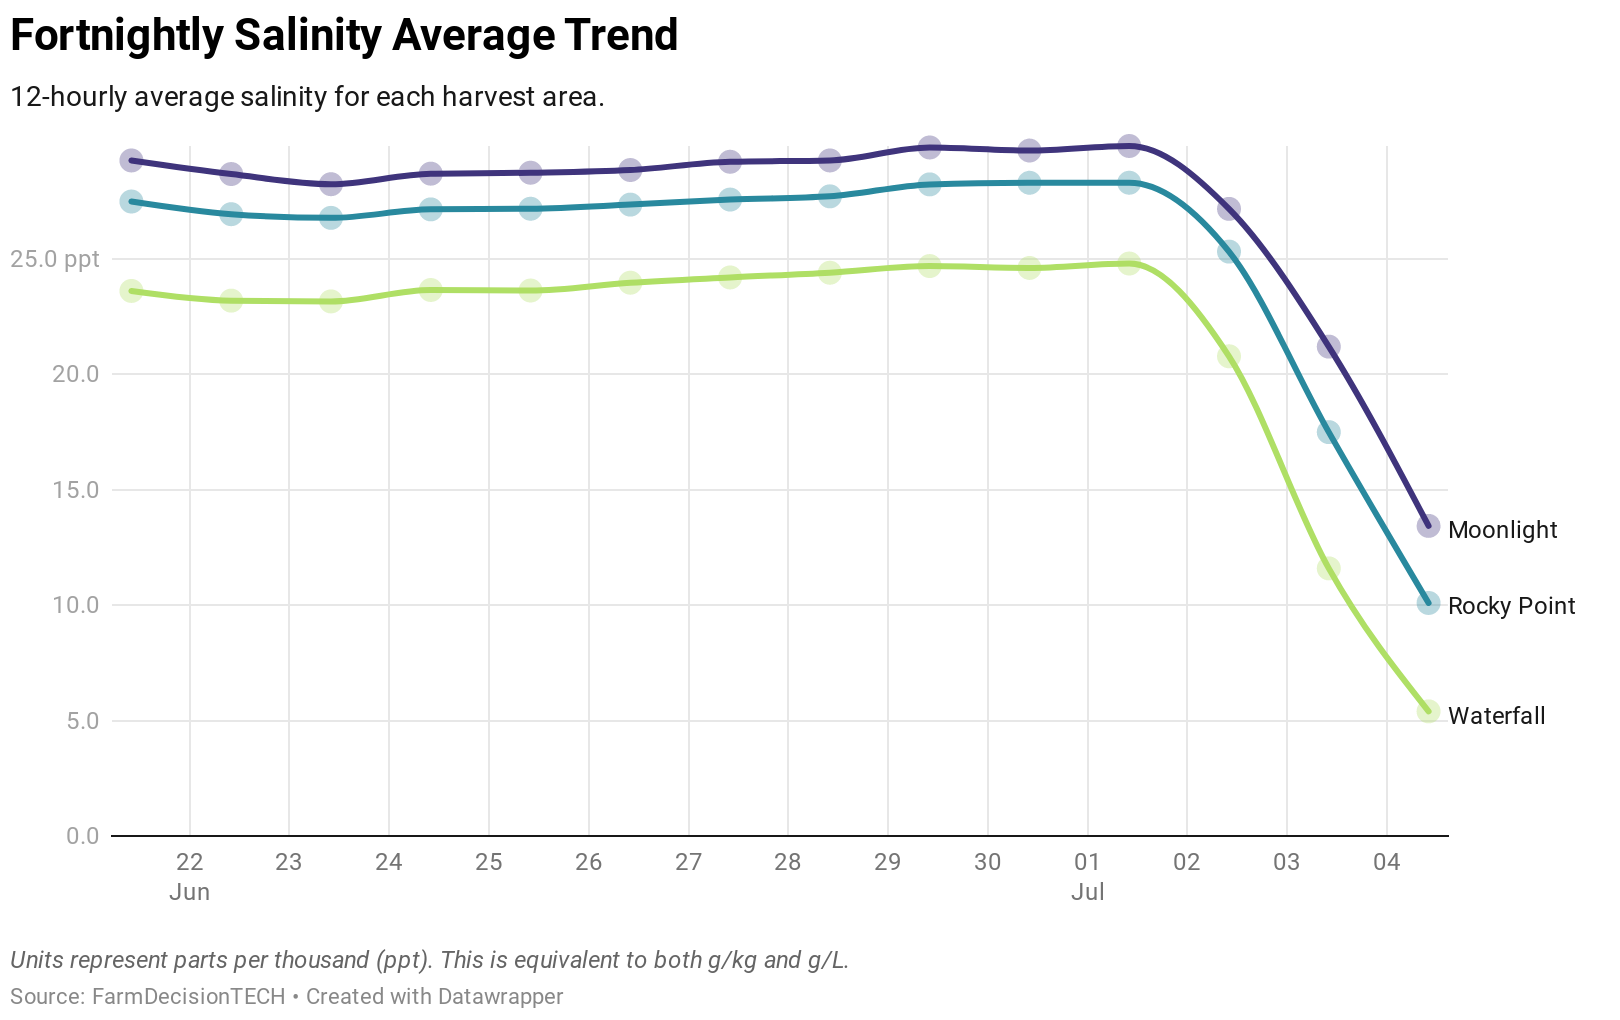 Fortnightly Salinity Average Trend
12-hourly average salinity for each harvest area.
25.0 ppt
20.0
15.0
10.0
5.0
0.0
Moonlight
Rocky Point
Waterfall
22 23 24 25 26 27 28 29 30 01 02 03 04
Jun Jul
Units represent parts per thousand (ppt). This is equivalent to both g/kg and g/L.
Source: FarmDecisionTECH • Created with Datawrapper